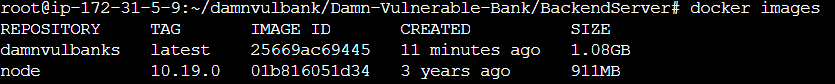 root@ip-172-31-5-9:~/damnvulbank/Damn-Vulnerable-Bank/BackendServer# docker images
REPOSITORY TAG IMAGE ID CREATED SIZE
damnvulbanks latest 25669ac69445 11 minutes ago 1.08GB
node 10.19.0 01b816051d34 3 years ago 911MB